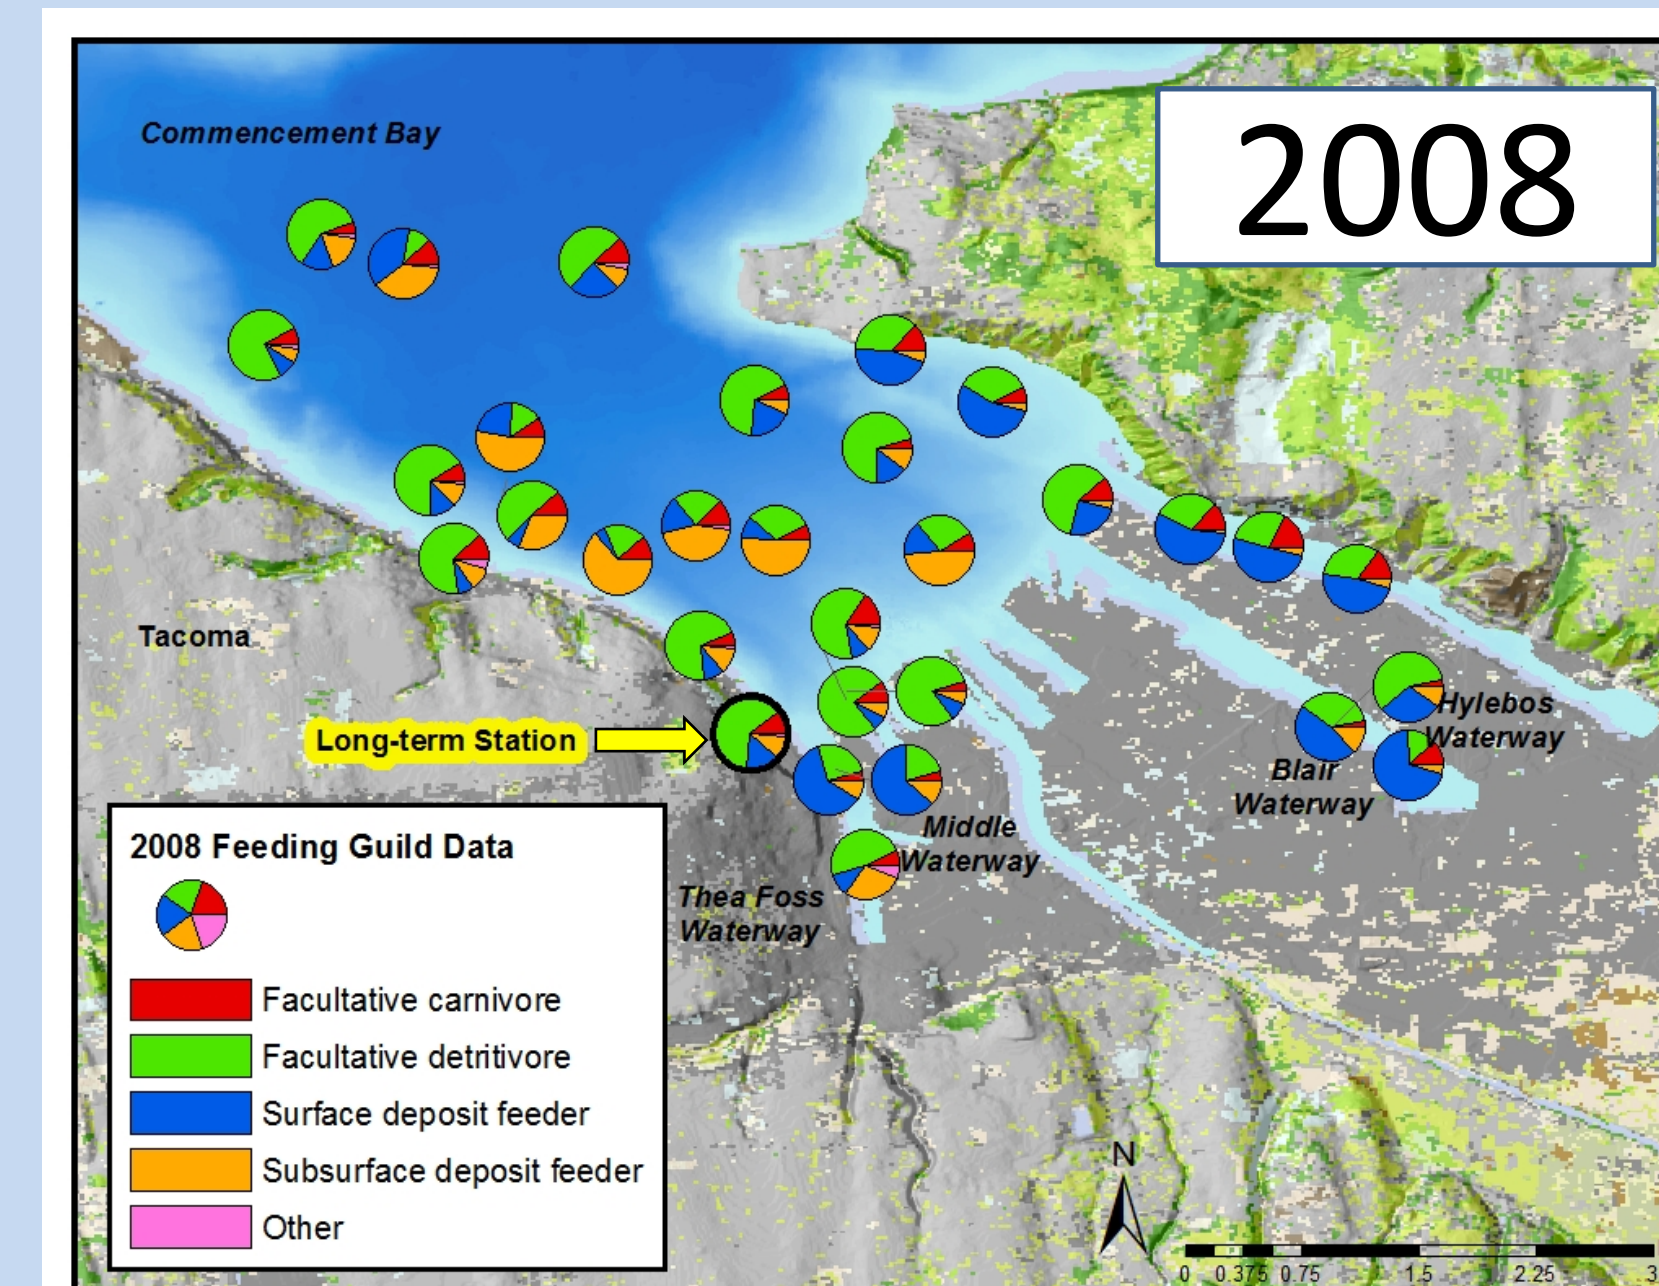 2008
Commencement Bay
Tacoma
Long-term Station
Hylebos
Waterway
Blair
Waterway
Middle
Waterway
Thea Foss
Waterway
2008 Feeding Guild Data
Facultative carnivore
Facultative detritivore
Surface deposit feeder
Subsurface deposit feeder
Other
N
0 0.375 0.75 1.5 2.25 3